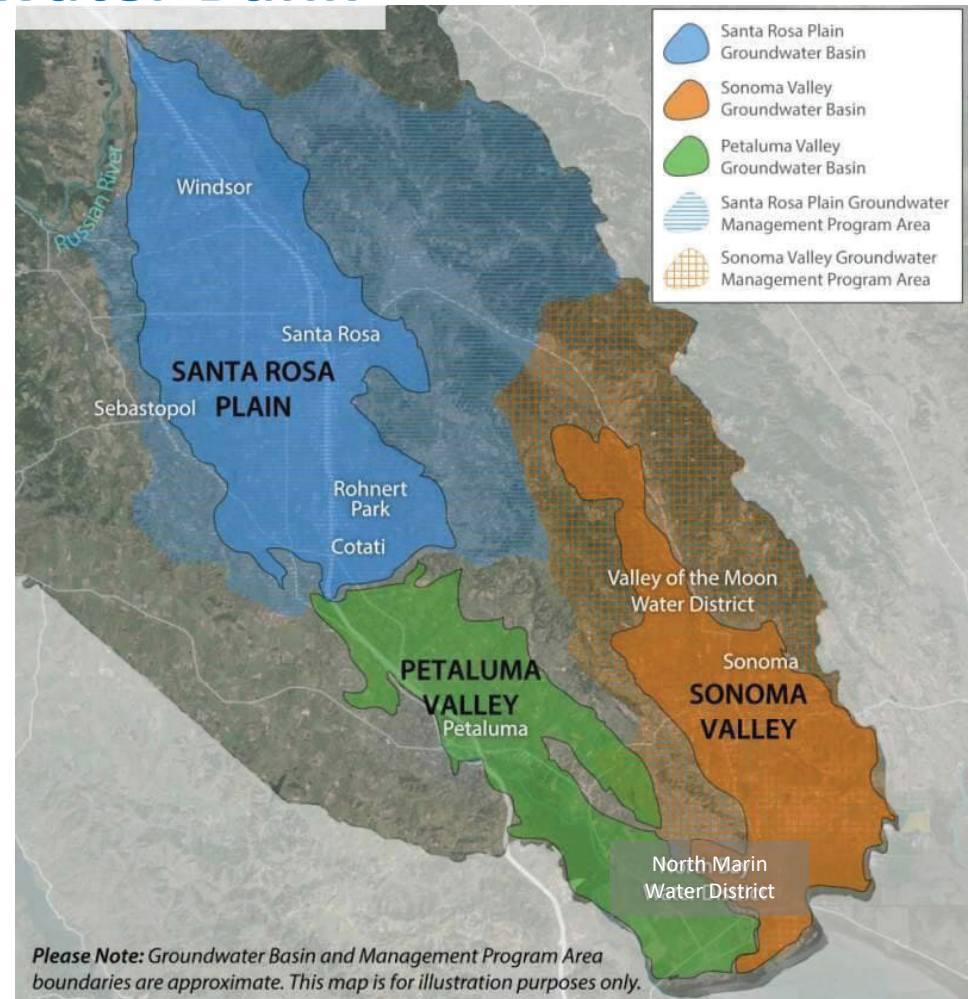 Santa Rosa Plain
Groundwater Basin
Sonoma Valley
Groundwater Basin
Petaluma Valley
Groundwater Basin
Santa Rosa Plain Groundwater
Management Program Area
Sonoma Valley Groundwater
Management Program Area
Russian River
Windsor
Santa Rosa
SANTA ROSA
PLAIN
Sebastopol
Rohnert
Park
Cotati
Valley of the Moon
Water District
Sonoma
SONOMA
VALLEY
PETALUMA
VALLEY
Petaluma
North Marin
Water District
Please Note: Groundwater Basin and Management Program Area
boundaries are approximate. This map is for illustration purposes only.